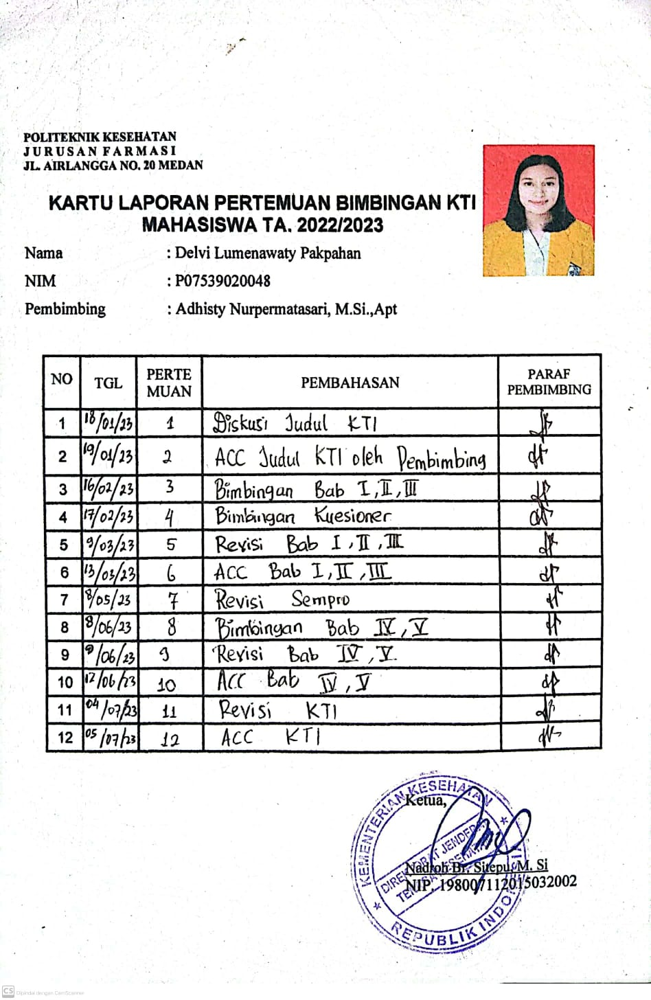 POLITEKNIK KESEHATAN
JURUSAN FARMASI
JL. AIRLANGGA NO. 20 MEDAN
KARTU LAPORAN PERTEMUAN BIMBINGAN KTI
MAHASISWA TA. 2022/2023
Nama : Delvi Lumenawaty Pakpahan
NIM : P07539020048
Pembimbing : Adhisty Nurpermatasari, M.Si.,Apt
NO TGL PERTE MUAN PEMBAHASAN PARAF PEMBIMBING
1 18/01/23 1 Diskusi Judul KTI
2 19/01/23 2 ACC Judul KTI oleh Pembimbing
3 16/02/23 3 Bimbingan Bab I, II, III
4 17/02/23 4 Bimbingan Kuesioner
5 9/03/23 5 Revisi Bab I, II, III
6 13/03/23 6 ACC Bab I, II, III
7 8/05/23 7 Revisi Sempro
8 8/06/23 8 Bimbingan Bab IV, V
9 9/06/23 9 Revisi Bab IV, V.
10 12/06/23 10 ACC Bab IV, V
11 04/07/23 11 Revisi KTI
12 05/07/23 12 ACC KTI
KEMENTERIAN KESEHATAN
Ketua,
DIREKTORAT JENDERAL
TENAGA KESEHATAN
Nadroh Br. Sitepu, M. Si
NIP. 198007112015032002
REPUBLIK INDONESIA
CS Dipindai dengan CamScanner